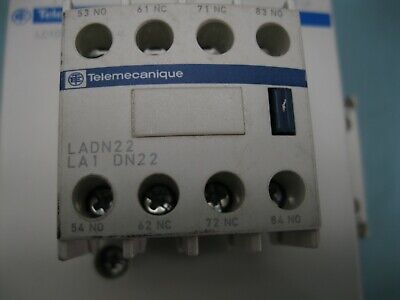 Tele
53 NO 61 NC 71 NC 83 NO
Telemecanique
LADN22
LA1 DN22
54 NO 62 NC 72 NC 84 NO